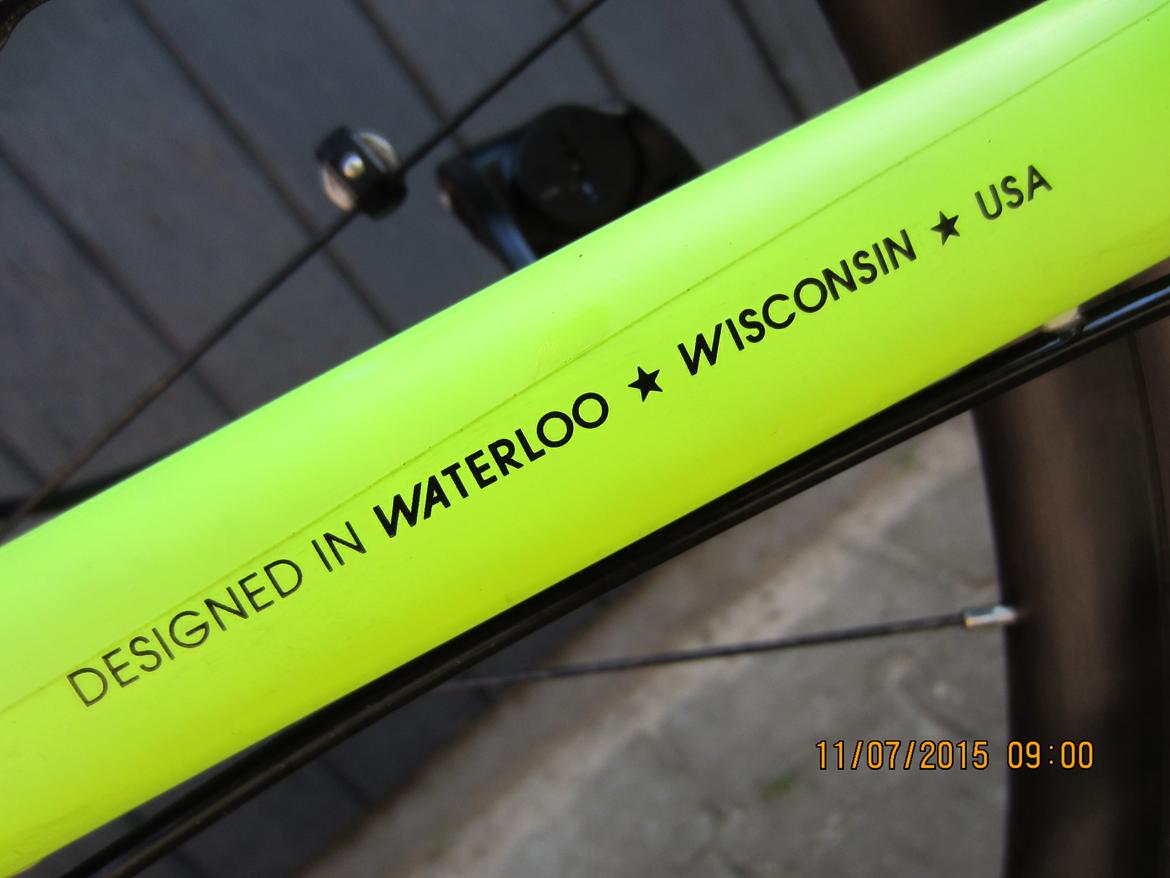 DESIGNED IN WATERLOO ★ WISCONSIN ★ USA
11/07/2015 09:00